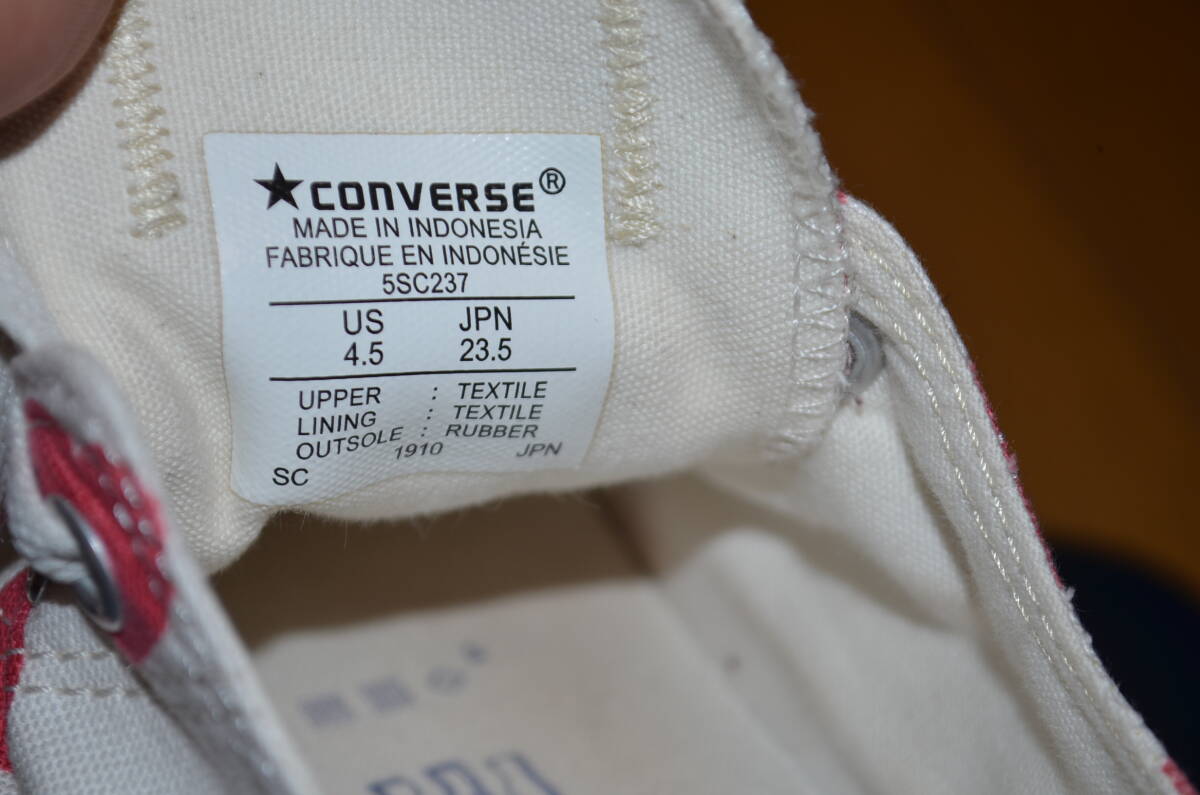 ★CONVERSE®
MADE IN INDONESIA
FABRIQUE EN INDONÉSIE
5SC237
US JPN
4.5 23.5
UPPER : TEXTILE
LINING : TEXTILE
OUTSOLE : RUBBER
SC 1910 JPN